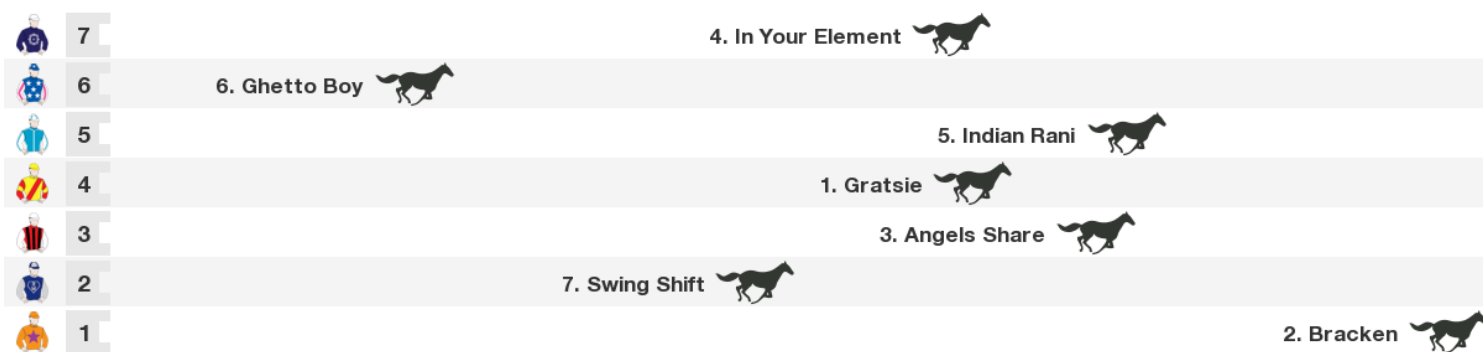 7 4. In Your Element
6 6. Ghetto Boy
5 5. Indian Rani
4 1. Gratsie
3 3. Angels Share
2 7. Swing Shift
1 2. Bracken